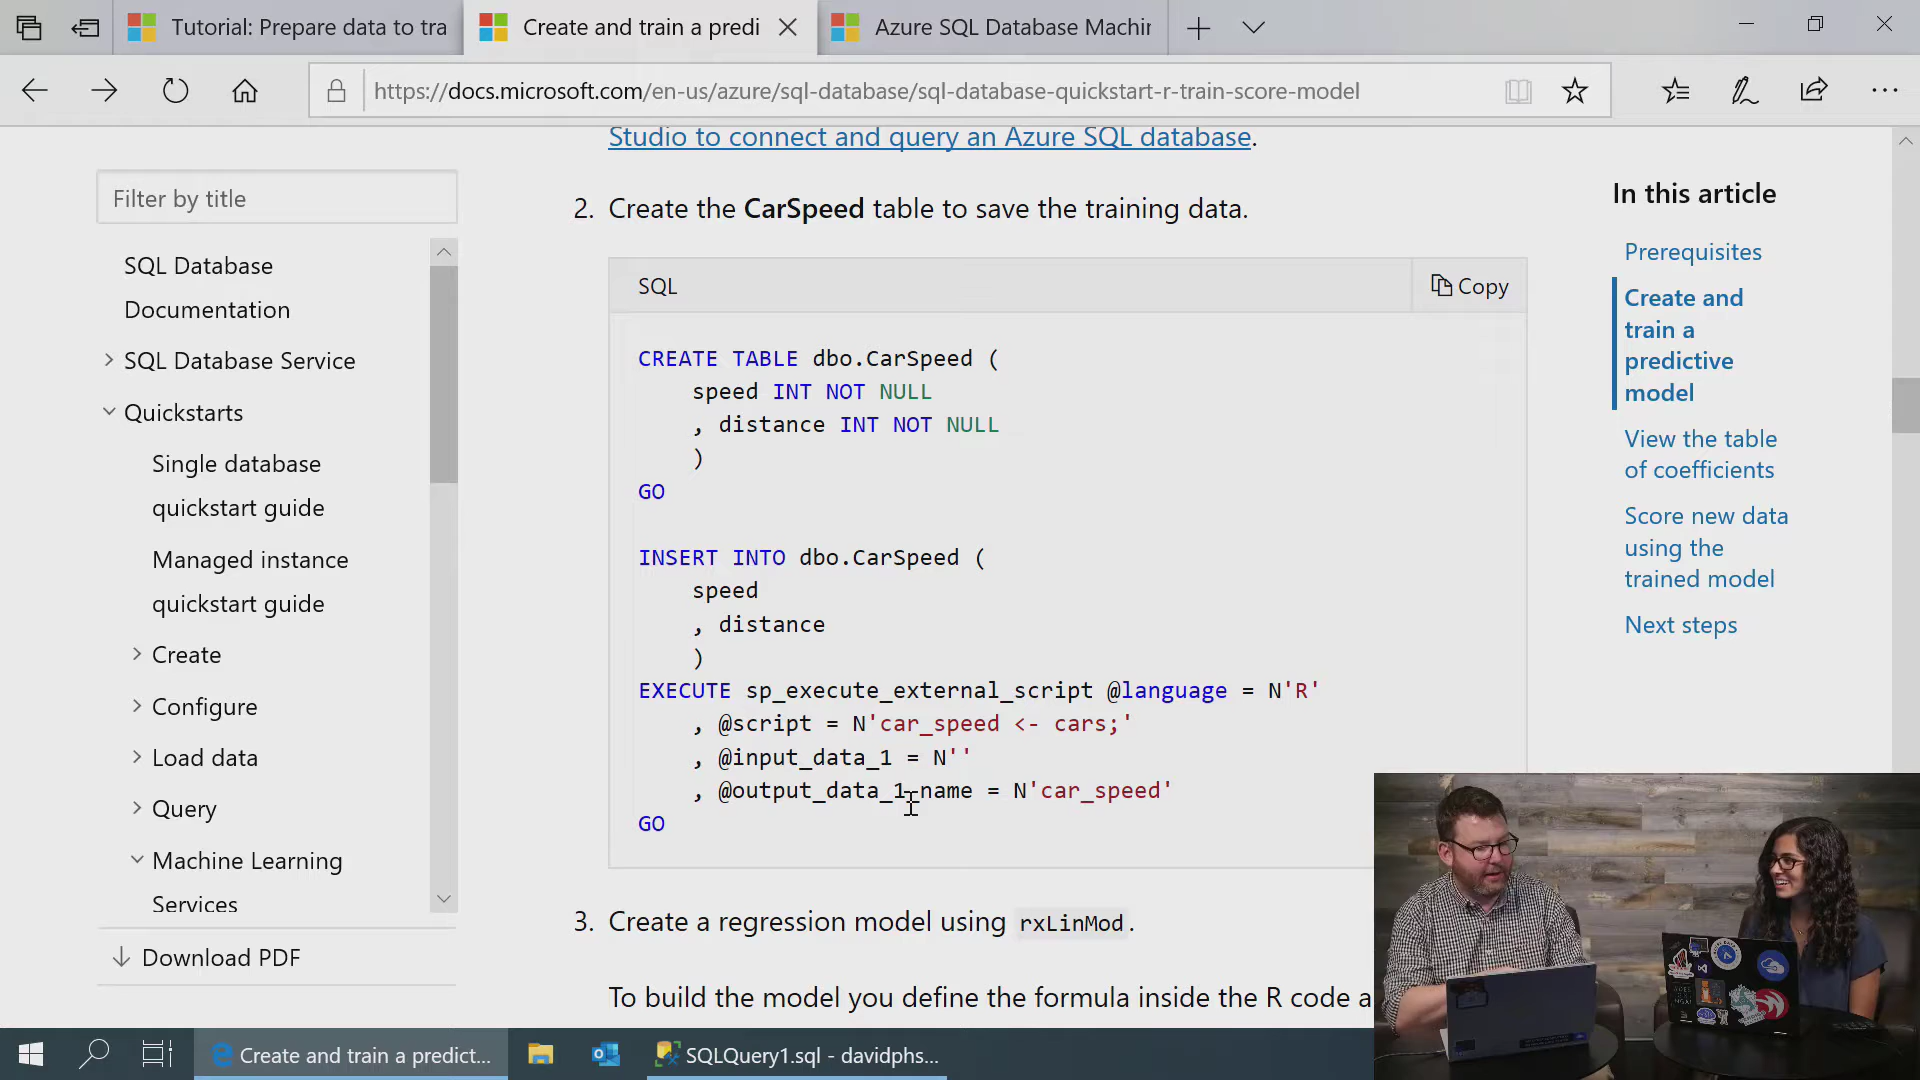 Tutorial: Prepare data to tra
Create and train a predi
Azure SQL Database Machin
https://docs.microsoft.com/en-us/azure/sql-database/sql-database-quickstart-r-train-score-model
Filter by title
SQL Database
Documentation
SQL Database Service
Quickstarts
Single database
quickstart guide
Managed instance
quickstart guide
Create
Configure
Load data
Query
Machine Learning
Services
Download PDF
Studio to connect and query an Azure SQL database.
2. Create the CarSpeed table to save the training data.
SQL
Copy
CREATE TABLE dbo.CarSpeed (
speed INT NOT NULL
, distance INT NOT NULL
)
GO
INSERT INTO dbo.CarSpeed (
speed
, distance
)
EXECUTE sp_execute_external_script @language = N'R'
, @script = N'car_speed <- cars;'
, @input_data_1 = N''
, @output_data_1_name = N'car_speed'
GO
3. Create a regression model using rxLinMod.
To build the model you define the formula inside the R code a
In this article
Prerequisites
Create and
train a
predictive
model
View the table
of coefficients
Score new data
using the
trained model
Next steps
Create and train a predict...
SQLQuery1.sql - davidphs...